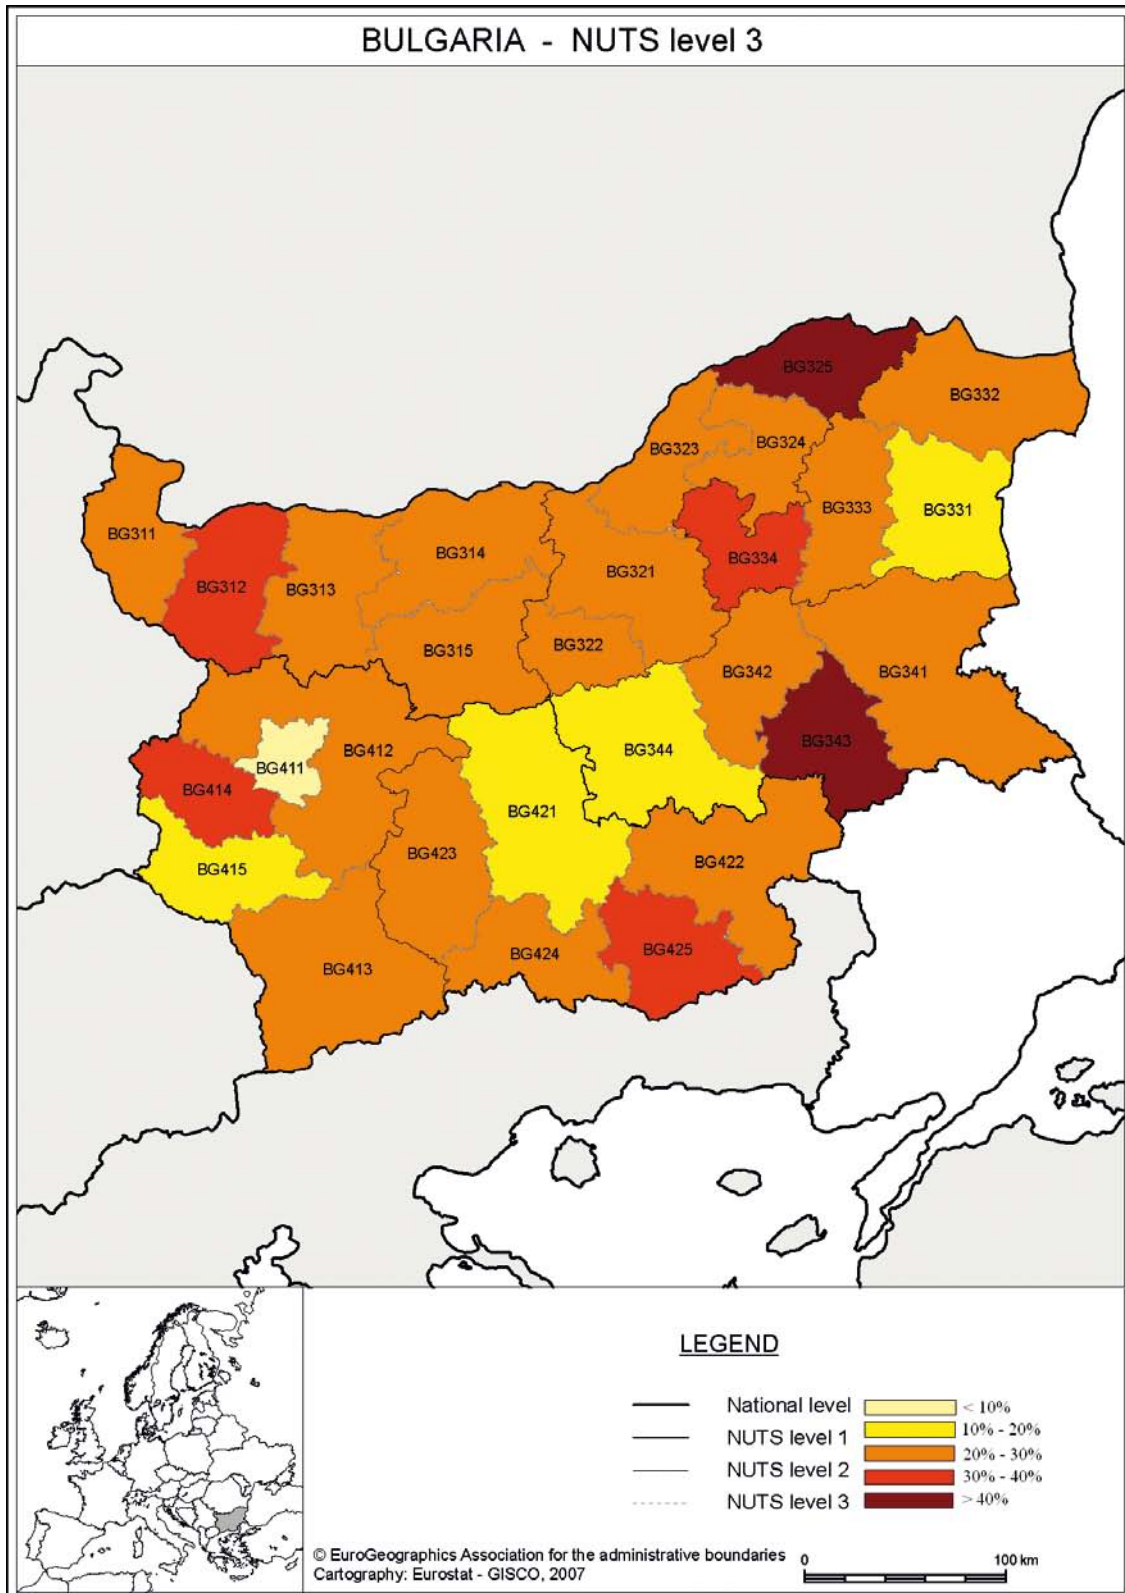 BULGARIA - NUTS level 3
BG325
BG332
BG323
BG324
BG333
BG331
BG311
BG312
BG313
BG314
BG321
BG334
BG315
BG322
BG342
BG341
BG412
BG411
BG344
BG343
BG414
BG421
BG415
BG423
BG422
BG413
BG424
BG425
LEGEND
National level < 10%
NUTS level 1 10% - 20%
NUTS level 2 20% - 30%
30% - 40%
NUTS level 3 > 40%
© EuroGeographics Association for the administrative boundaries
Cartography: Eurostat - GISCO, 2007
0 100 km